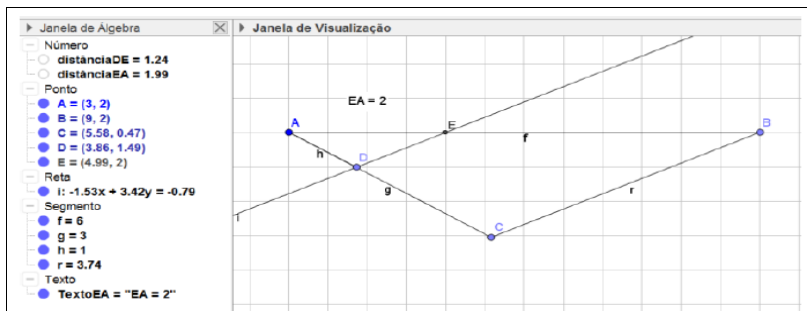 Janela de Álgebra
Número
distânciaDE = 1.24
distânciaEA = 1.99
Ponto
A = (3, 2)
B = (9, 2)
C = (5.58, 0.47)
D = (3.86, 1.49)
E = (4.99, 2)
Reta
i: -1.53x + 3.42y = -0.79
Segmento
f = 6
g = 3
h = 1
r = 3.74
Texto
TextoEA = "EA = 2"
Janela de Visualização
EA = 2
A
E
B
f
h
D
g
r
C
i